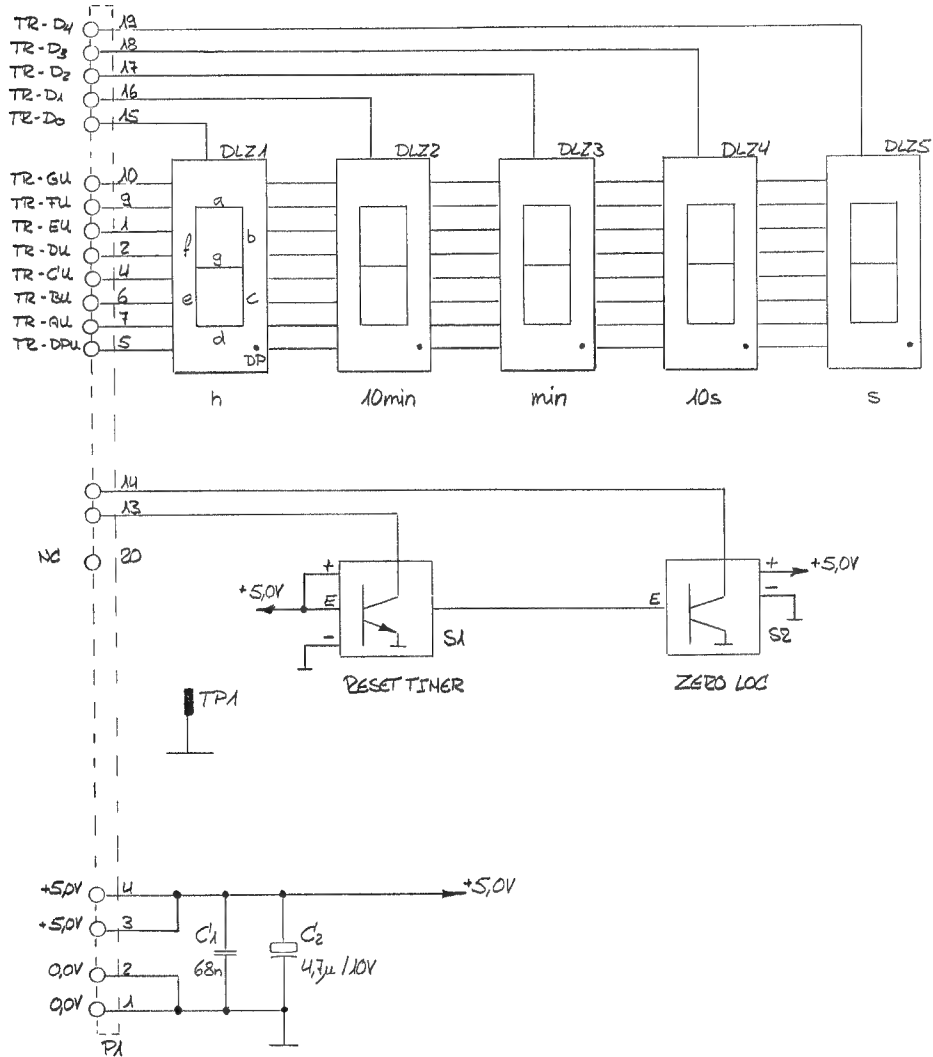 TR-D4 19
TR-D3 18
TR-D2 17
TR-D1 16
TR-D0 15
DLZ1 DLZ2 DLZ3 DLZ4 DLZ5
TR-GU 10
TR-FU 9
TR-EU 1
TR-DU 2
TR-CU 4
TR-BU 6
TR-AU 7
TR-DPU 5
a
f b
g
e c
d
DP
h 10min min 10s s
14
13
NC 20
+5,0V + E - S1
RESET TIMER
E + - +5,0V S2
ZERO LOC
TP1
+5,0V 4 +5,0V
+5,0V 3
C1 68n
C2 4,7µ/10V
0,0V 2
0,0V 1
P1